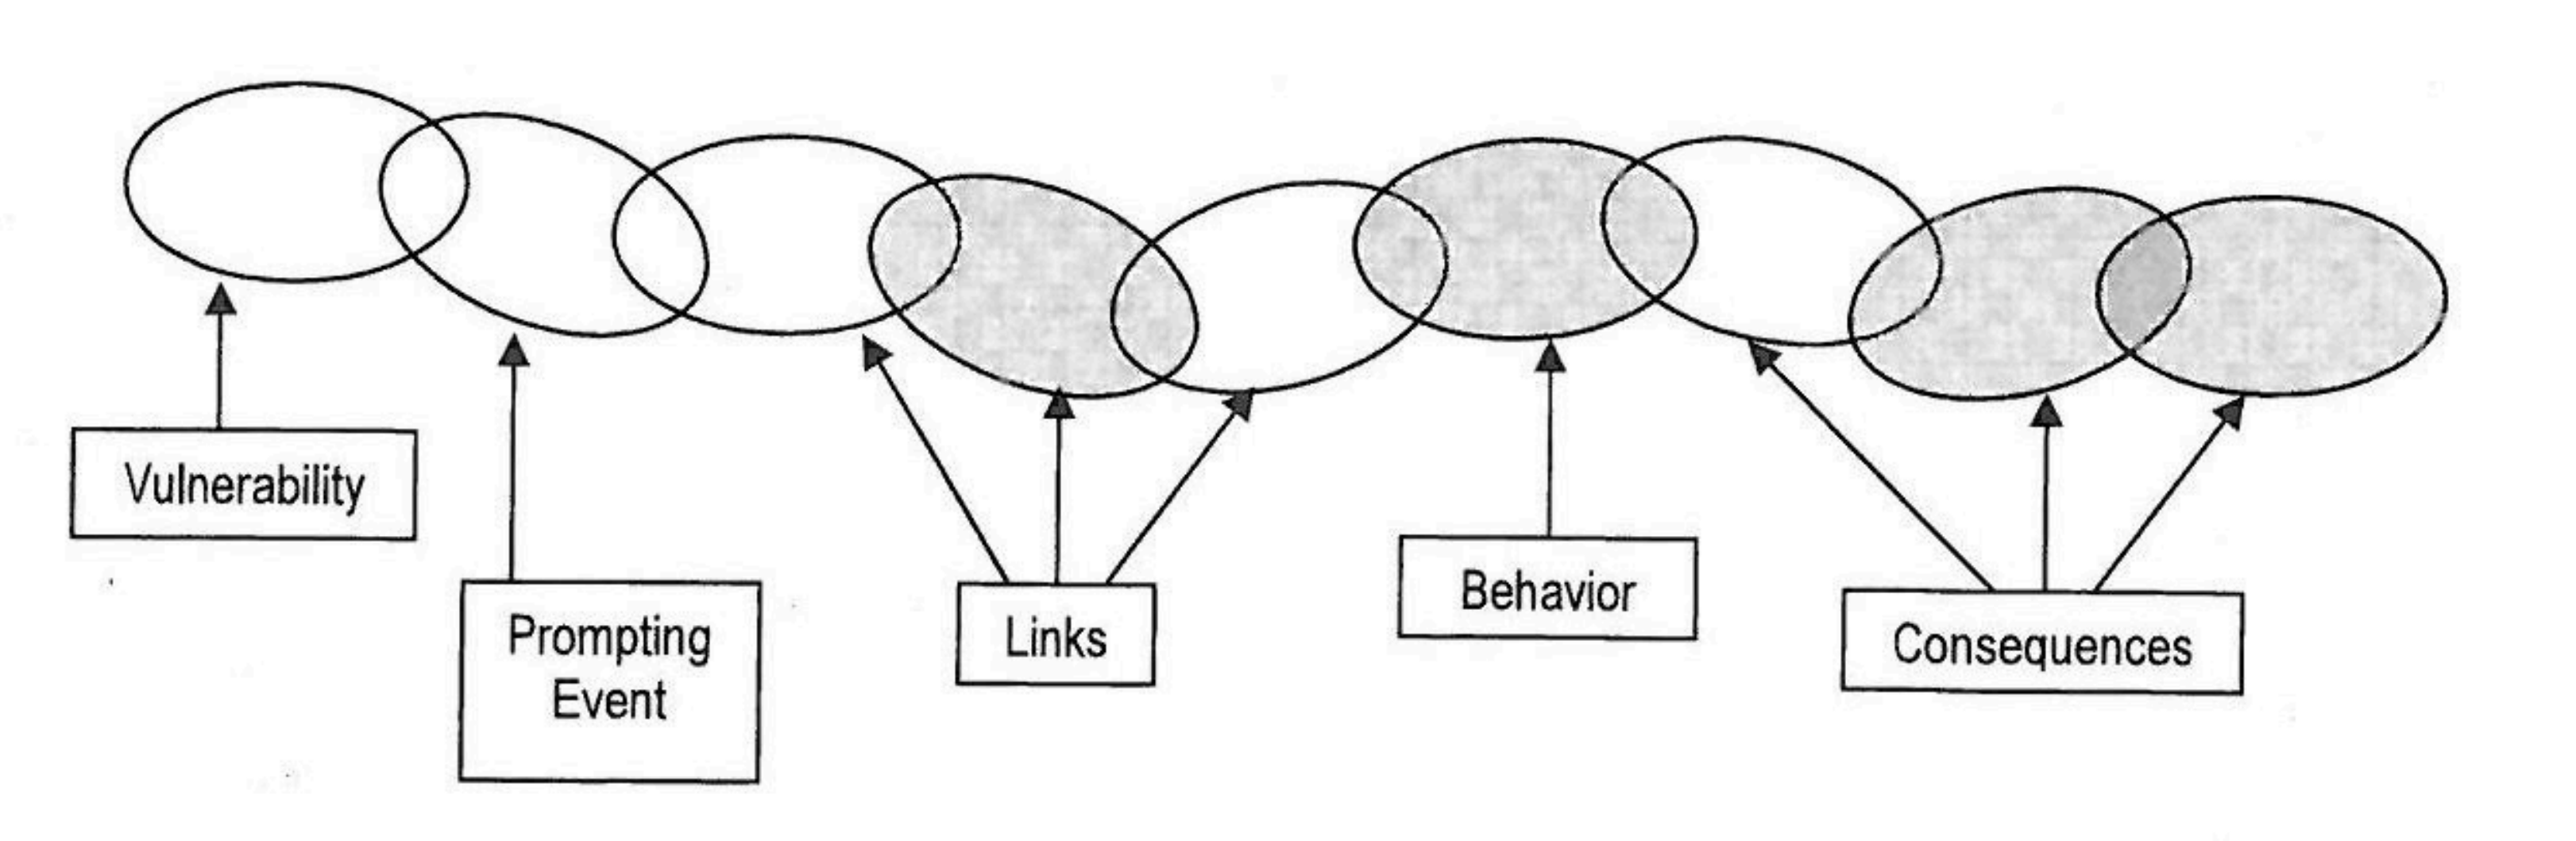 Vulnerability
Prompting
Event
Links
Behavior
Consequences